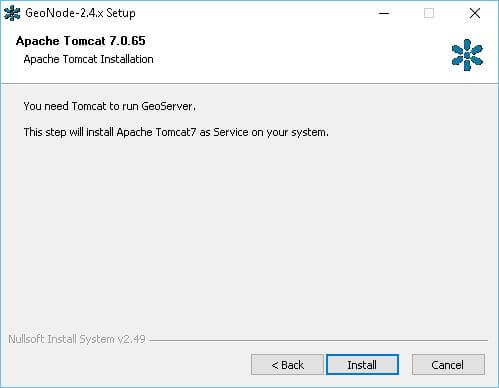 GeoNode-2.4.x Setup
Apache Tomcat 7.0.65
Apache Tomcat Installation
You need Tomcat to run GeoServer.
This step will install Apache Tomcat7 as Service on your system.
Nullsoft Install System v2.49
< Back Install Cancel